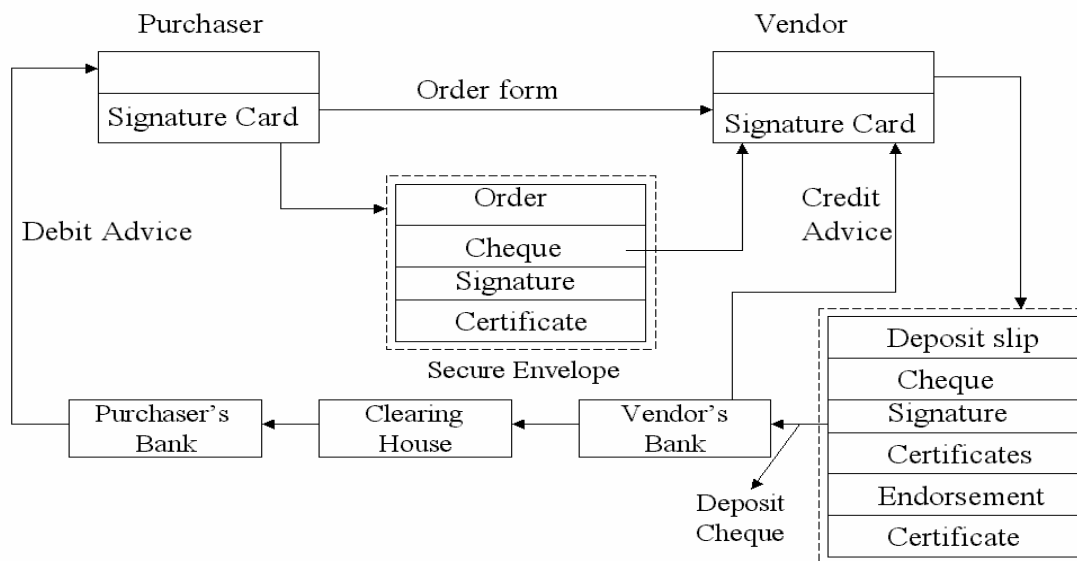 Purchaser
Vendor
Signature Card
Order form
Signature Card
Order
Cheque
Signature
Certificate
Secure Envelope
Debit Advice
Credit
Advice
Deposit slip
Cheque
Signature
Certificates
Endorsement
Certificate
Purchaser's
Bank
Clearing
House
Vendor's
Bank
Deposit
Cheque